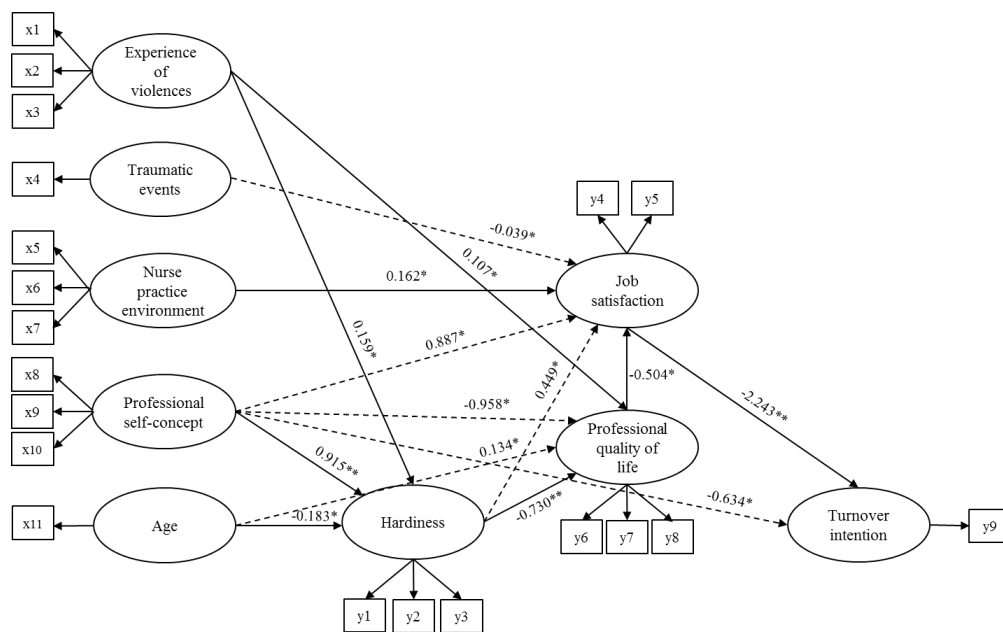 x1
x2
x3
Experience
of
violences
x4
Traumatic
events
x5
x6
x7
Nurse
practice
environment
x8
x9
x10
Professional
self-concept
x11
Age
y4
y5
Job
satisfaction
Professional
quality of
life
y6
y7
y8
Hardiness
y1
y2
y3
Turnover
intention
y9
-0.039*
0.107*
0.162*
0.159*
0.887*
0.449*
-0.504*
-2.243**
-0.958*
0.134*
0.915**
-0.634*
-0.183*
-0.730**